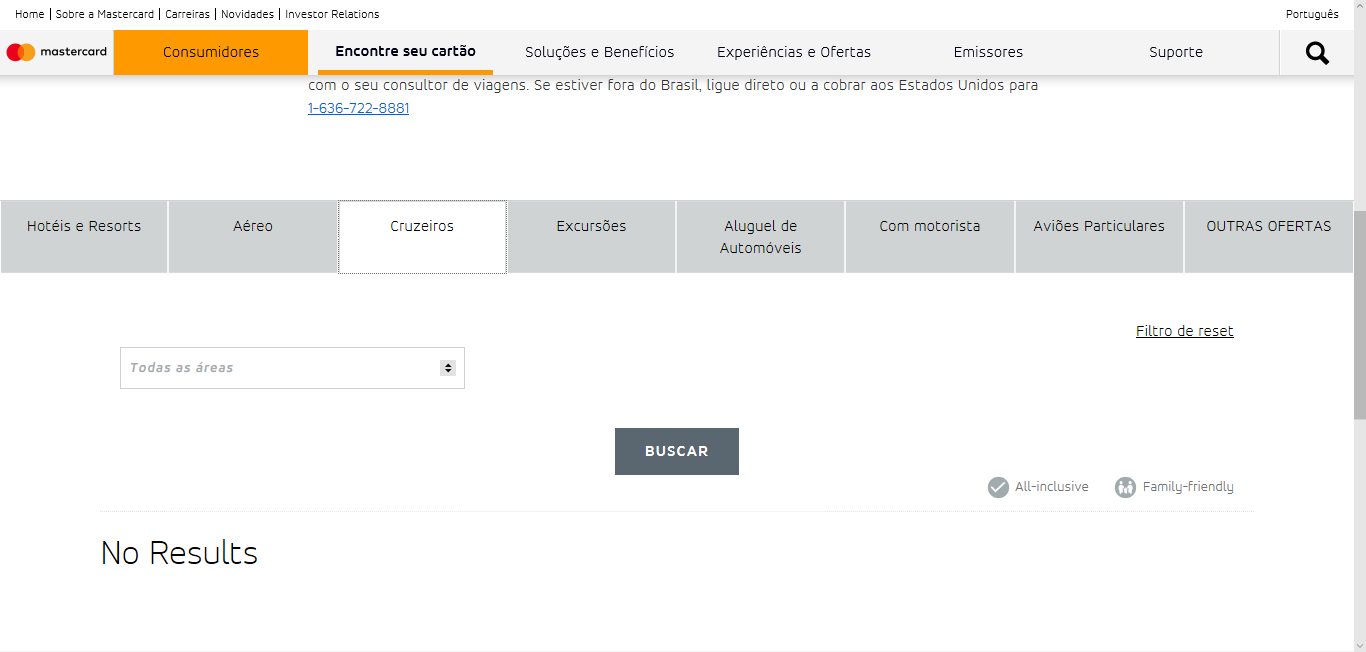 Home | Sobre a Mastercard | Carreiras | Novidades | Investor Relations
Português
mastercard
Consumidores
Encontre seu cartão
Soluções e Benefícios
Experiências e Ofertas
Emissores
Suporte
com o seu consultor de viagens. Se estiver fora do Brasil, ligue direto ou a cobrar aos Estados Unidos para
1-636-722-8881
Hotéis e Resorts
Aéreo
Cruzeiros
Excursões
Aluguel de
Automóveis
Com motorista
Aviões Particulares
OUTRAS OFERTAS
Filtro de reset
Todas as áreas
BUSCAR
All-inclusive
Family-friendly
No Results